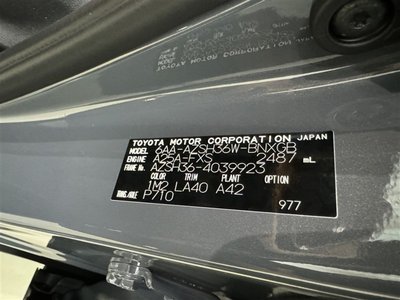 TOYOTA MOTOR CORPORATION JAPAN
MODEL 6AA-AZSH36W-BNXGB
ENGINE A25A-FXS 2487 mL
FRAME No. AZSH36-4039923
COLOR TRIM PLANT OPTION
1M2 LA40 A42
TRANS./AXLE P710
977